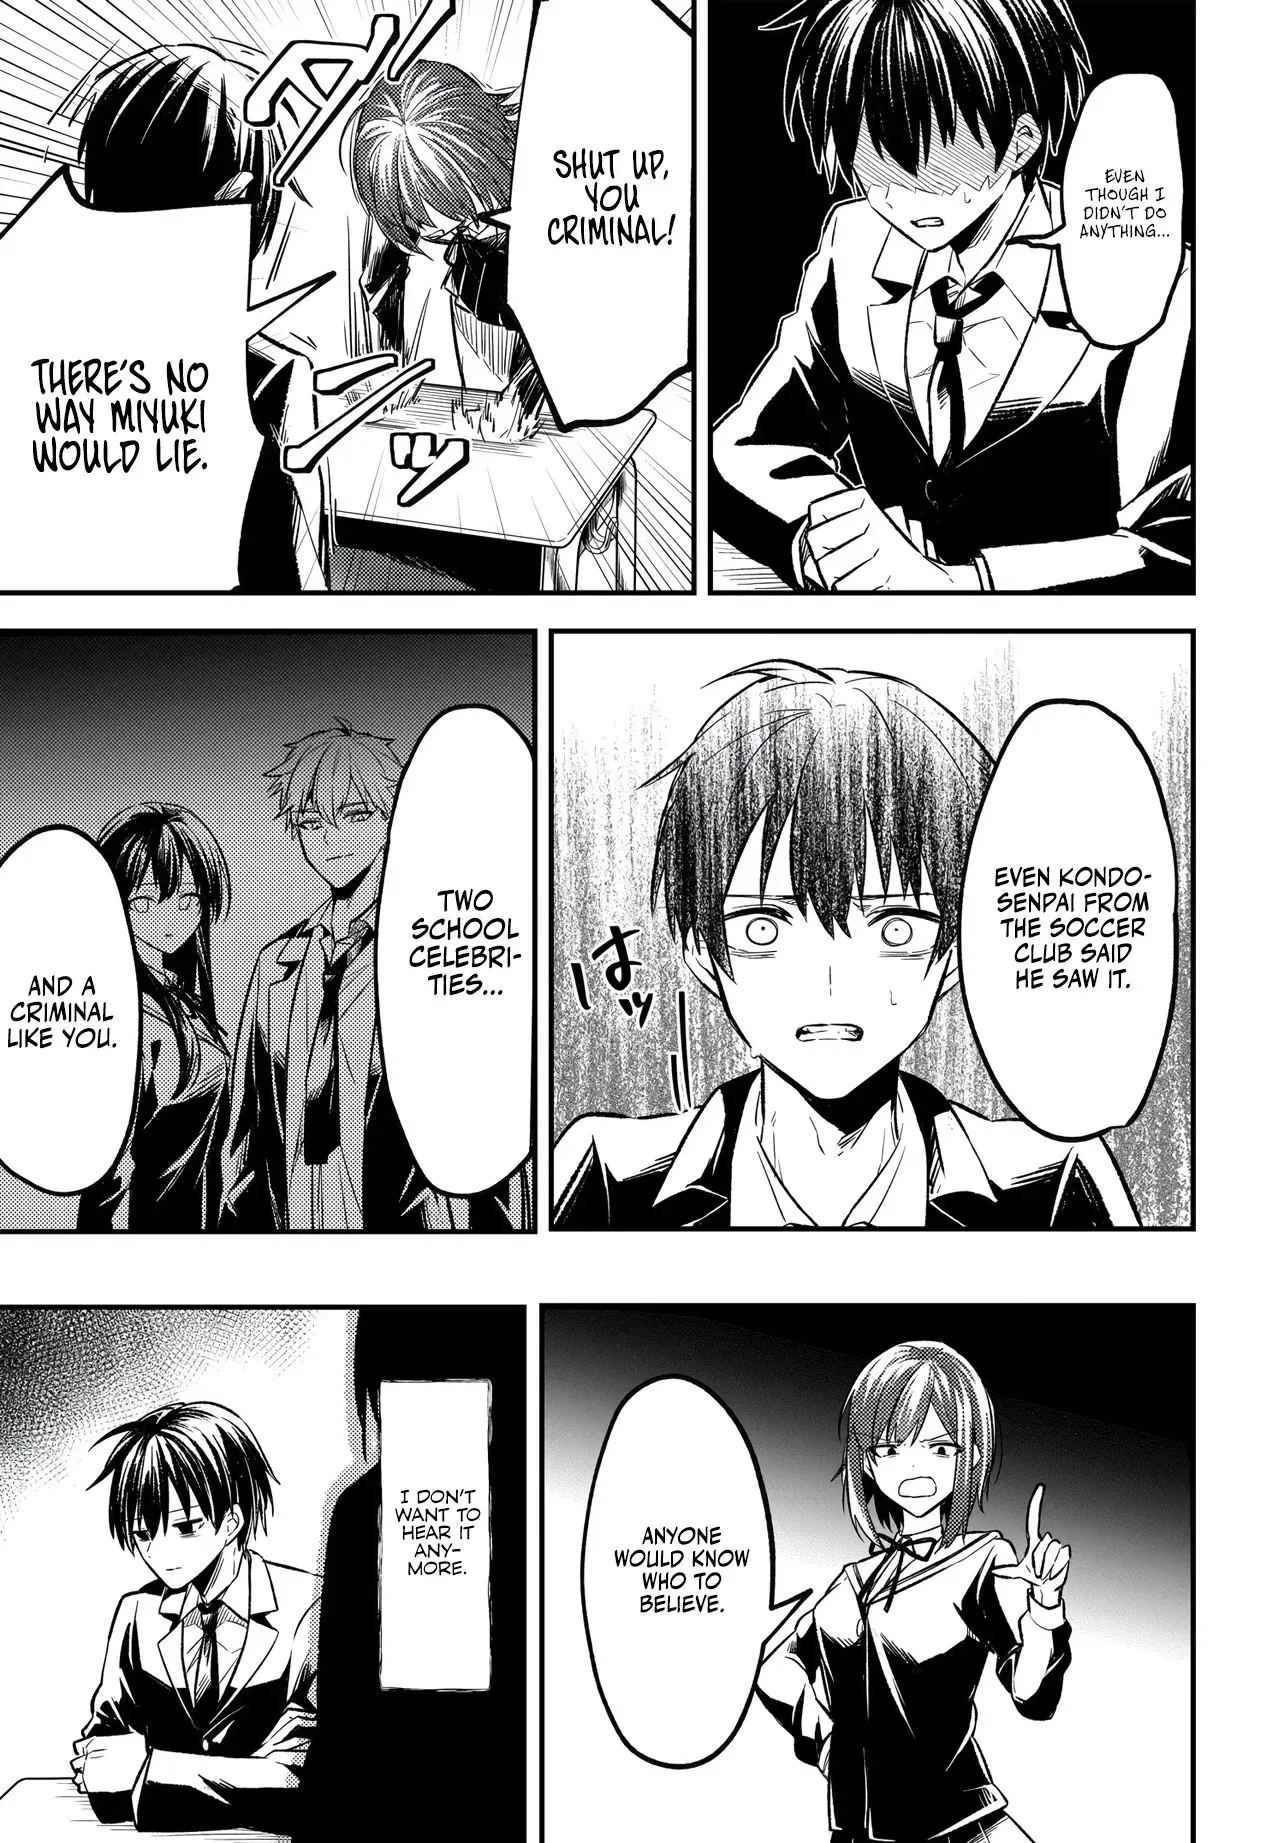 EVEN
THOUGH I
DIDN'T DO
ANYTHING...
SHUT UP,
YOU
CRIMINAL!
THERE'S NO
WAY MIYUKI
WOULD LIE.
EVEN KONDO-
SENPAI FROM
THE SOCCER
CLUB SAID
HE SAW IT.
はッ
TWO
SCHOOL
CELEBRI-
TIES...
AND A
CRIMINAL
LIKE YOU.
ANYONE
WOULD KNOW
WHO TO
BELIEVE.
I DON'T
WANT TO
HEAR IT
ANY-
MORE.